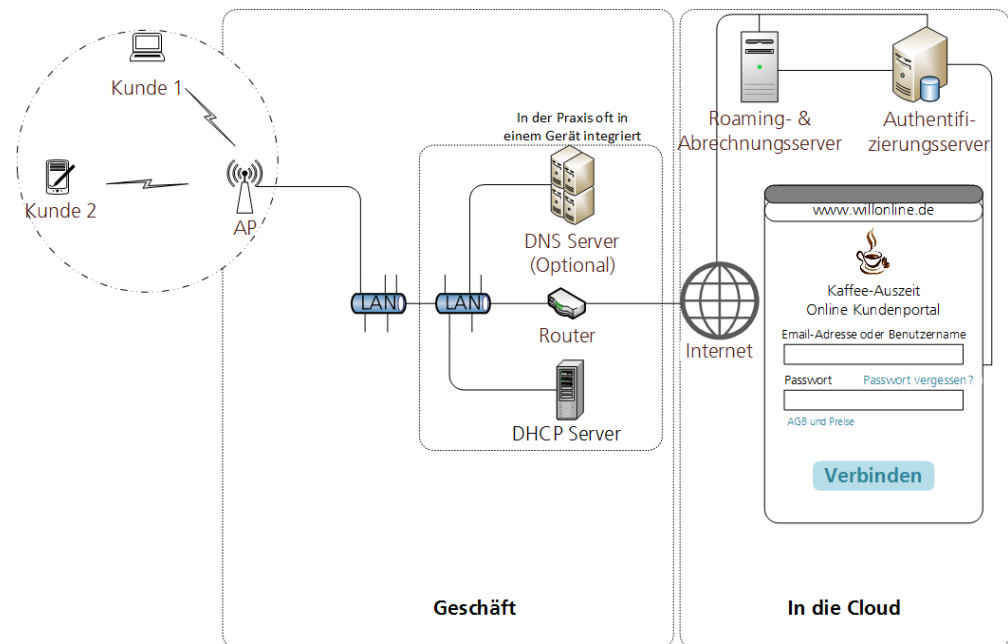 Kunde 1
Kunde 2
AP
In der Praxis oft in
einem Gerät integriert
DNS Server
(Optional)
LAN
LAN
Router
DHCP Server
Geschäft
Roaming- &
Abrechnungsserver
Authentifi-
zierungsserver
Internet
www.willonline.de
Kaffee-Auszeit
Online Kundenportal
Email-Adresse oder Benutzername
Passwort Passwort vergessen?
AGB und Preise
Verbinden
In die Cloud